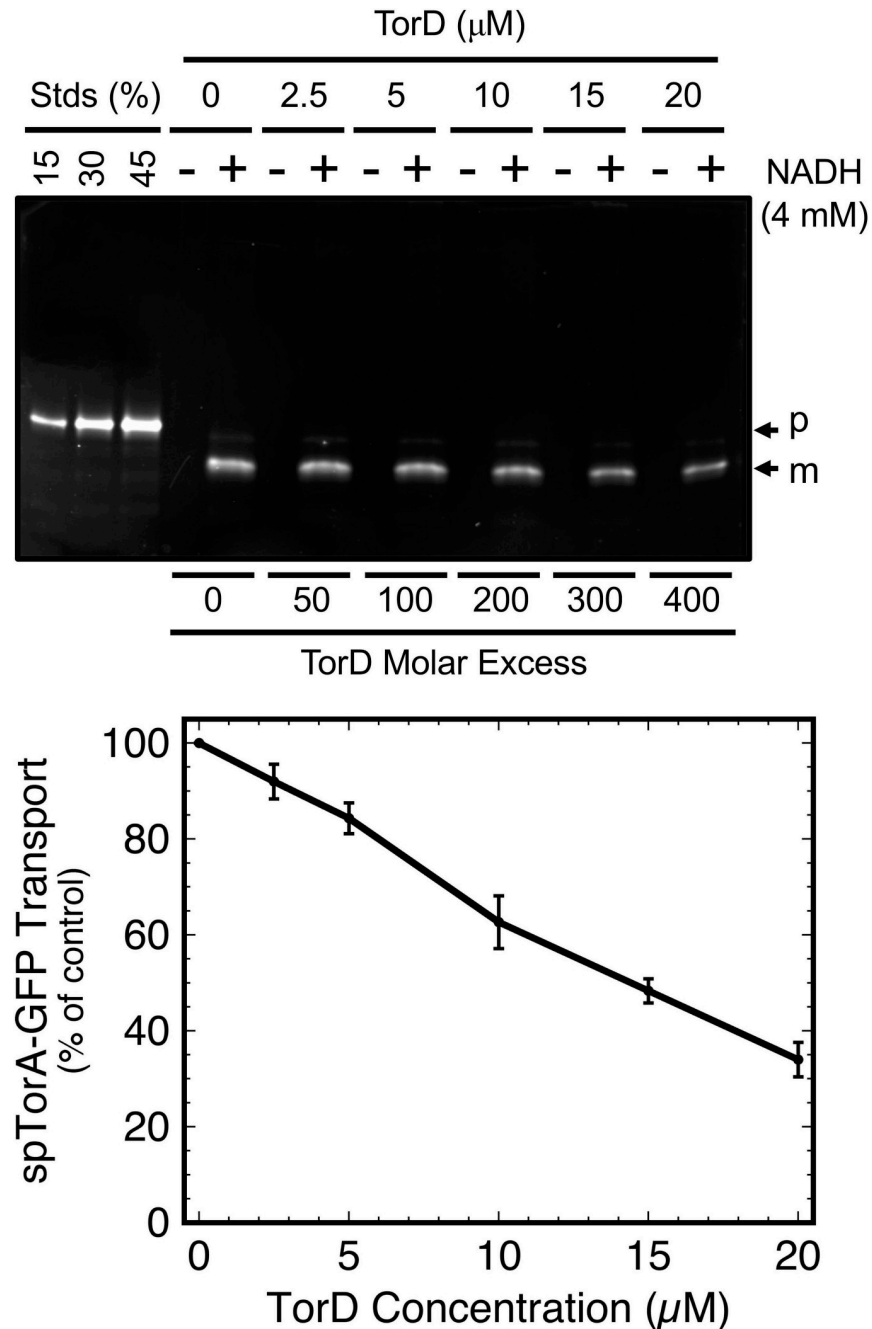 TorD (μM)
Stds (%) 0 2.5 5 10 15 20
15 30 45 - + - + - + - + - + - + NADH
(4 mM)
p
m
0 50 100 200 300 400
TorD Molar Excess
100
80
60
40
20
0
spTorA-GFP Transport
(% of control)
0 5 10 15 20
TorD Concentration (μM)